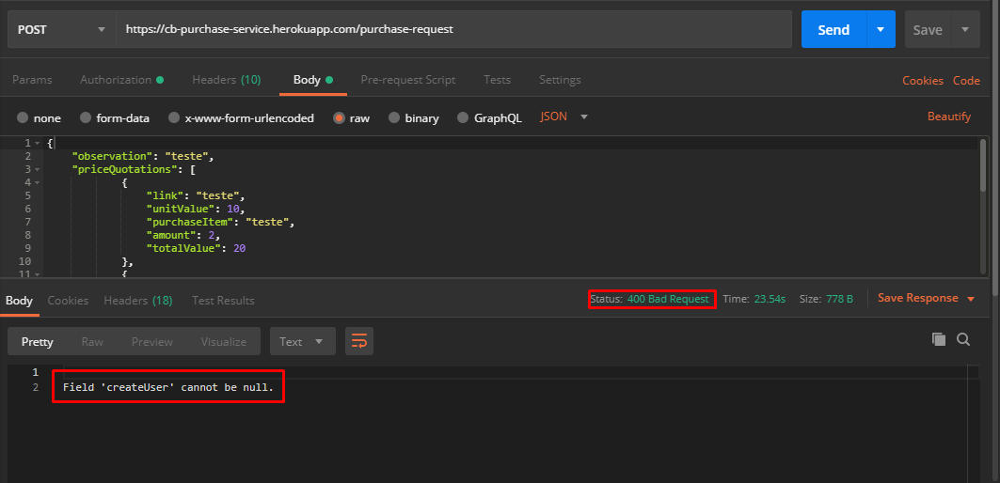 POST https://cb-purchase-service.herokuapp.com/purchase-request Send Save
Params Authorization Headers (10) Body Pre-request Script Tests Settings Cookies Code
none form-data x-www-form-urlencoded raw binary GraphQL JSON Beautify
1 {
2 "observation": "teste",
3 "priceQuotations": [
4 {
5 "link": "teste",
6 "unitValue": 10,
7 "purchaseItem": "teste",
8 "amount": 2,
9 "totalValue": 20
10 },
11 {
Body Cookies Headers (18) Test Results Status: 400 Bad Request Time: 23.54s Size: 778 B Save Response
Pretty Raw Preview Visualize Text
1
2 Field 'createUser' cannot be null.